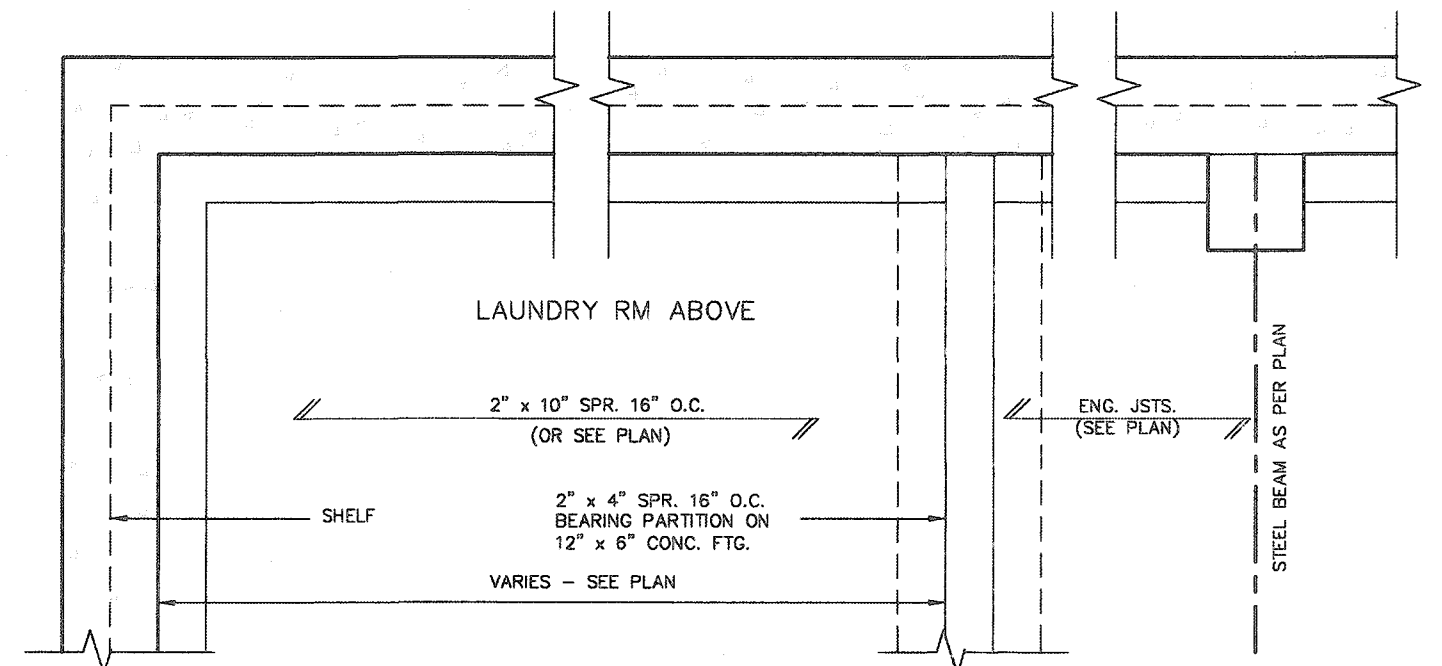 LAUNDRY RM ABOVE
2" x 10" SPR. 16" O.C.
(OR SEE PLAN)
ENG. JSTS.
(SEE PLAN)
STEEL BEAM AS PER PLAN
SHELF
2" x 4" SPR. 16" O.C.
BEARING PARTITION ON
12" x 6" CONC. FTG.
VARIES – SEE PLAN